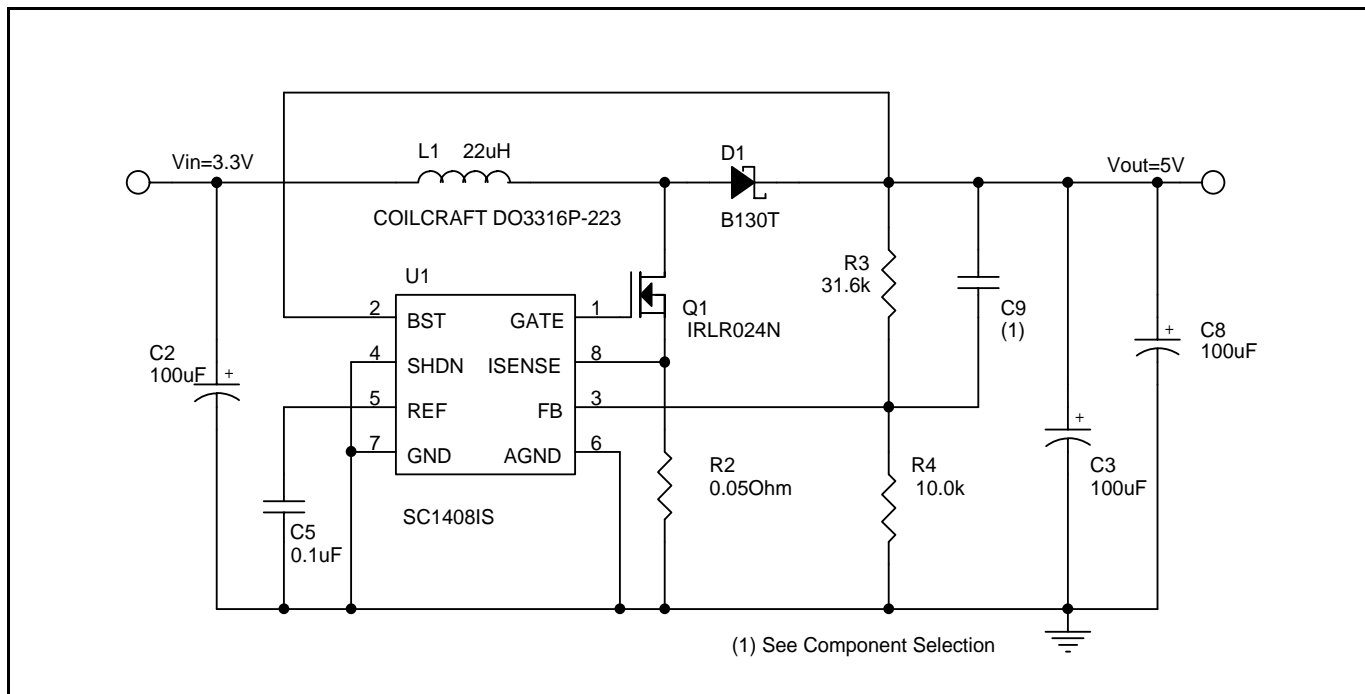 Vin=3.3V
L1 22uH
COILCRAFT DO3316P-223
D1
B130T
Vout=5V
U1
2 BST GATE 1
4 SHDN ISENSE 8
5 REF FB 3
7 GND AGND 6
SC1408IS
Q1
IRLR024N
R3
31.6k
C9
(1)
C8
100uF
+
C2
100uF
+
C5
0.1uF
R2
0.05Ohm
R4
10.0k
C3
100uF
+
(1) See Component Selection